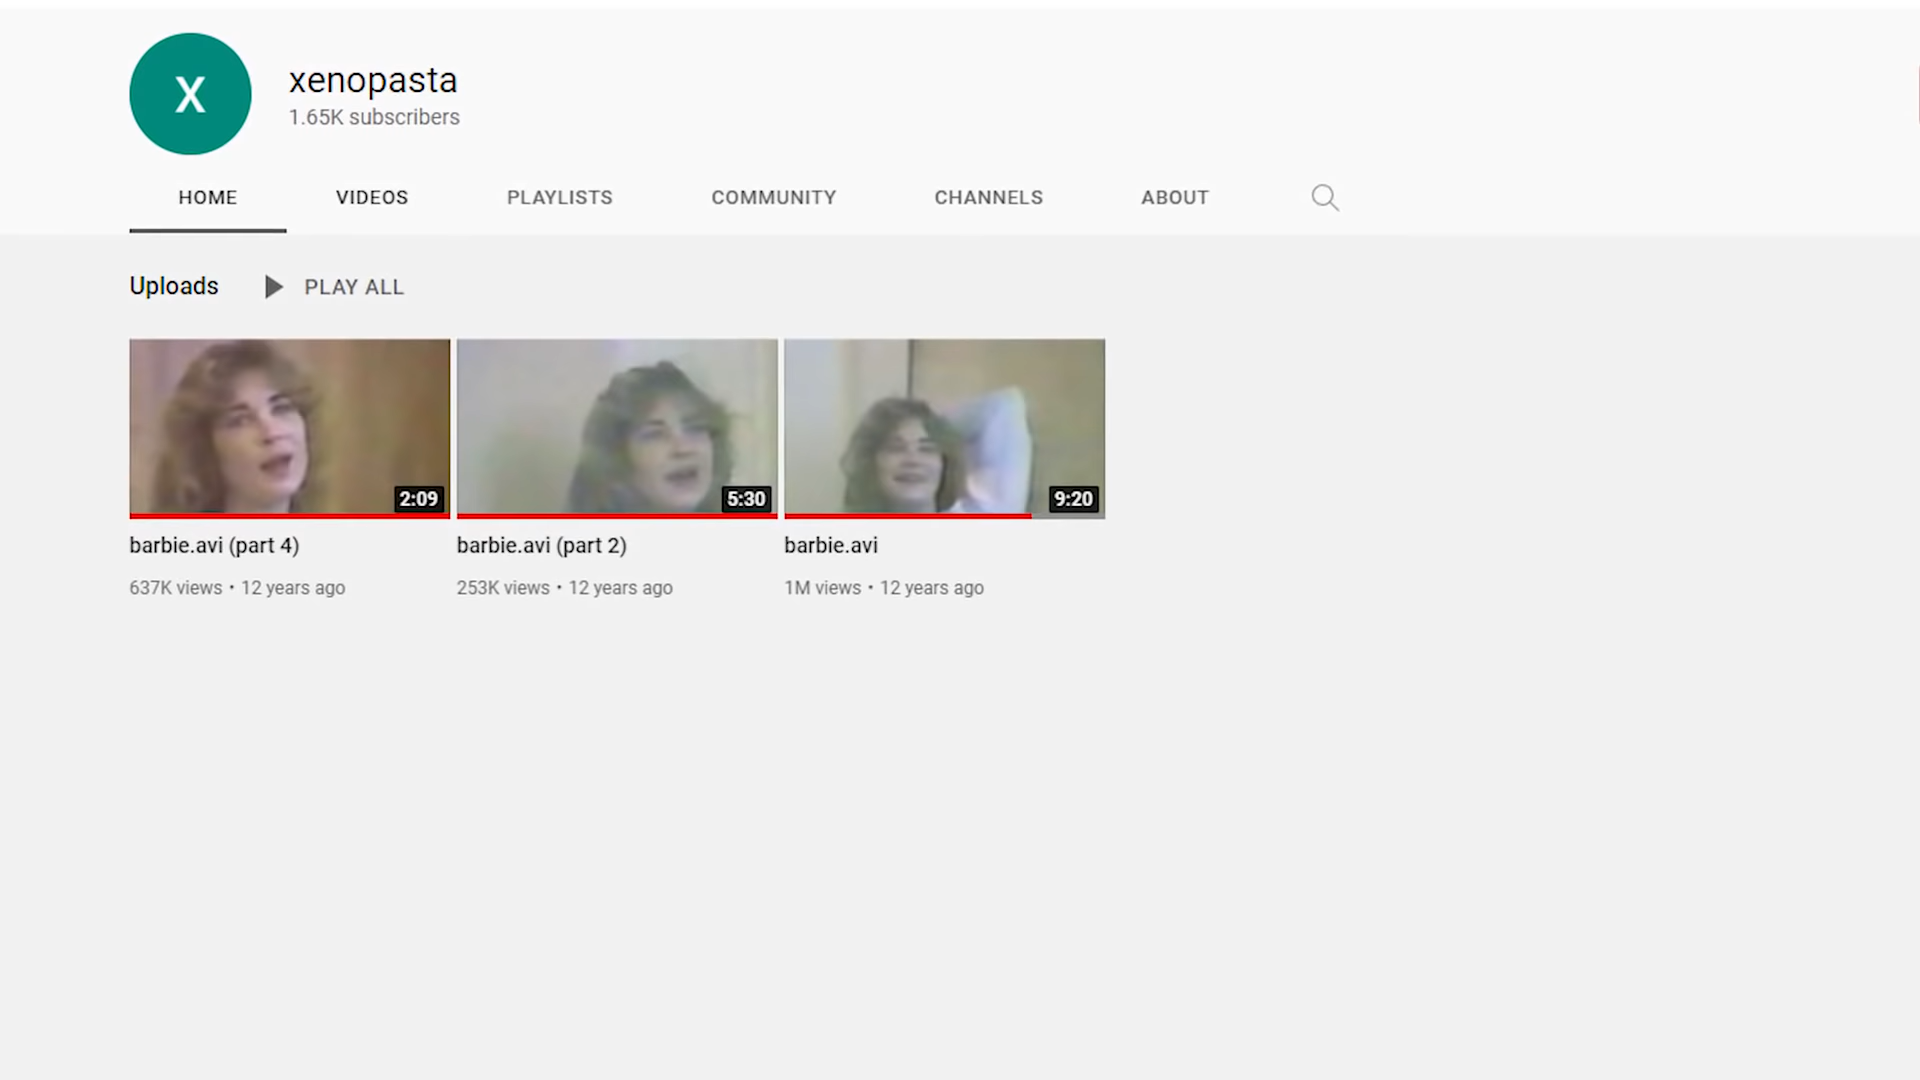 X
xenopasta
1.65K subscribers
HOME VIDEOS PLAYLISTS COMMUNITY CHANNELS ABOUT
Uploads PLAY ALL
2:09 5:30 9:20
barbie.avi (part 4) barbie.avi (part 2) barbie.avi
637K views • 12 years ago 253K views • 12 years ago 1M views • 12 years ago